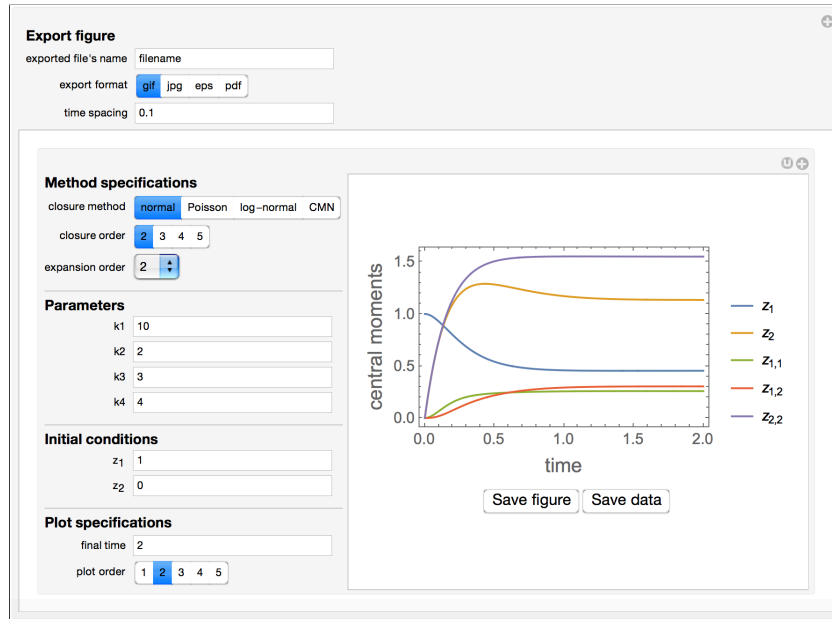 Export figure
exported file's name filename
export format gif jpg eps pdf
time spacing 0.1
Method specifications
closure method normal Poisson log-normal CMN
closure order 2 3 4 5
expansion order 2
Parameters
k1 10
k2 2
k3 3
k4 4
Initial conditions
z1 1
z2 0
Plot specifications
final time 2
plot order 1 2 3 4 5
central moments
1.5
1.0
0.5
0.0
0.0 0.5 1.0 1.5 2.0
time
z1
z2
z1,1
z1,2
z2,2
Save figure Save data